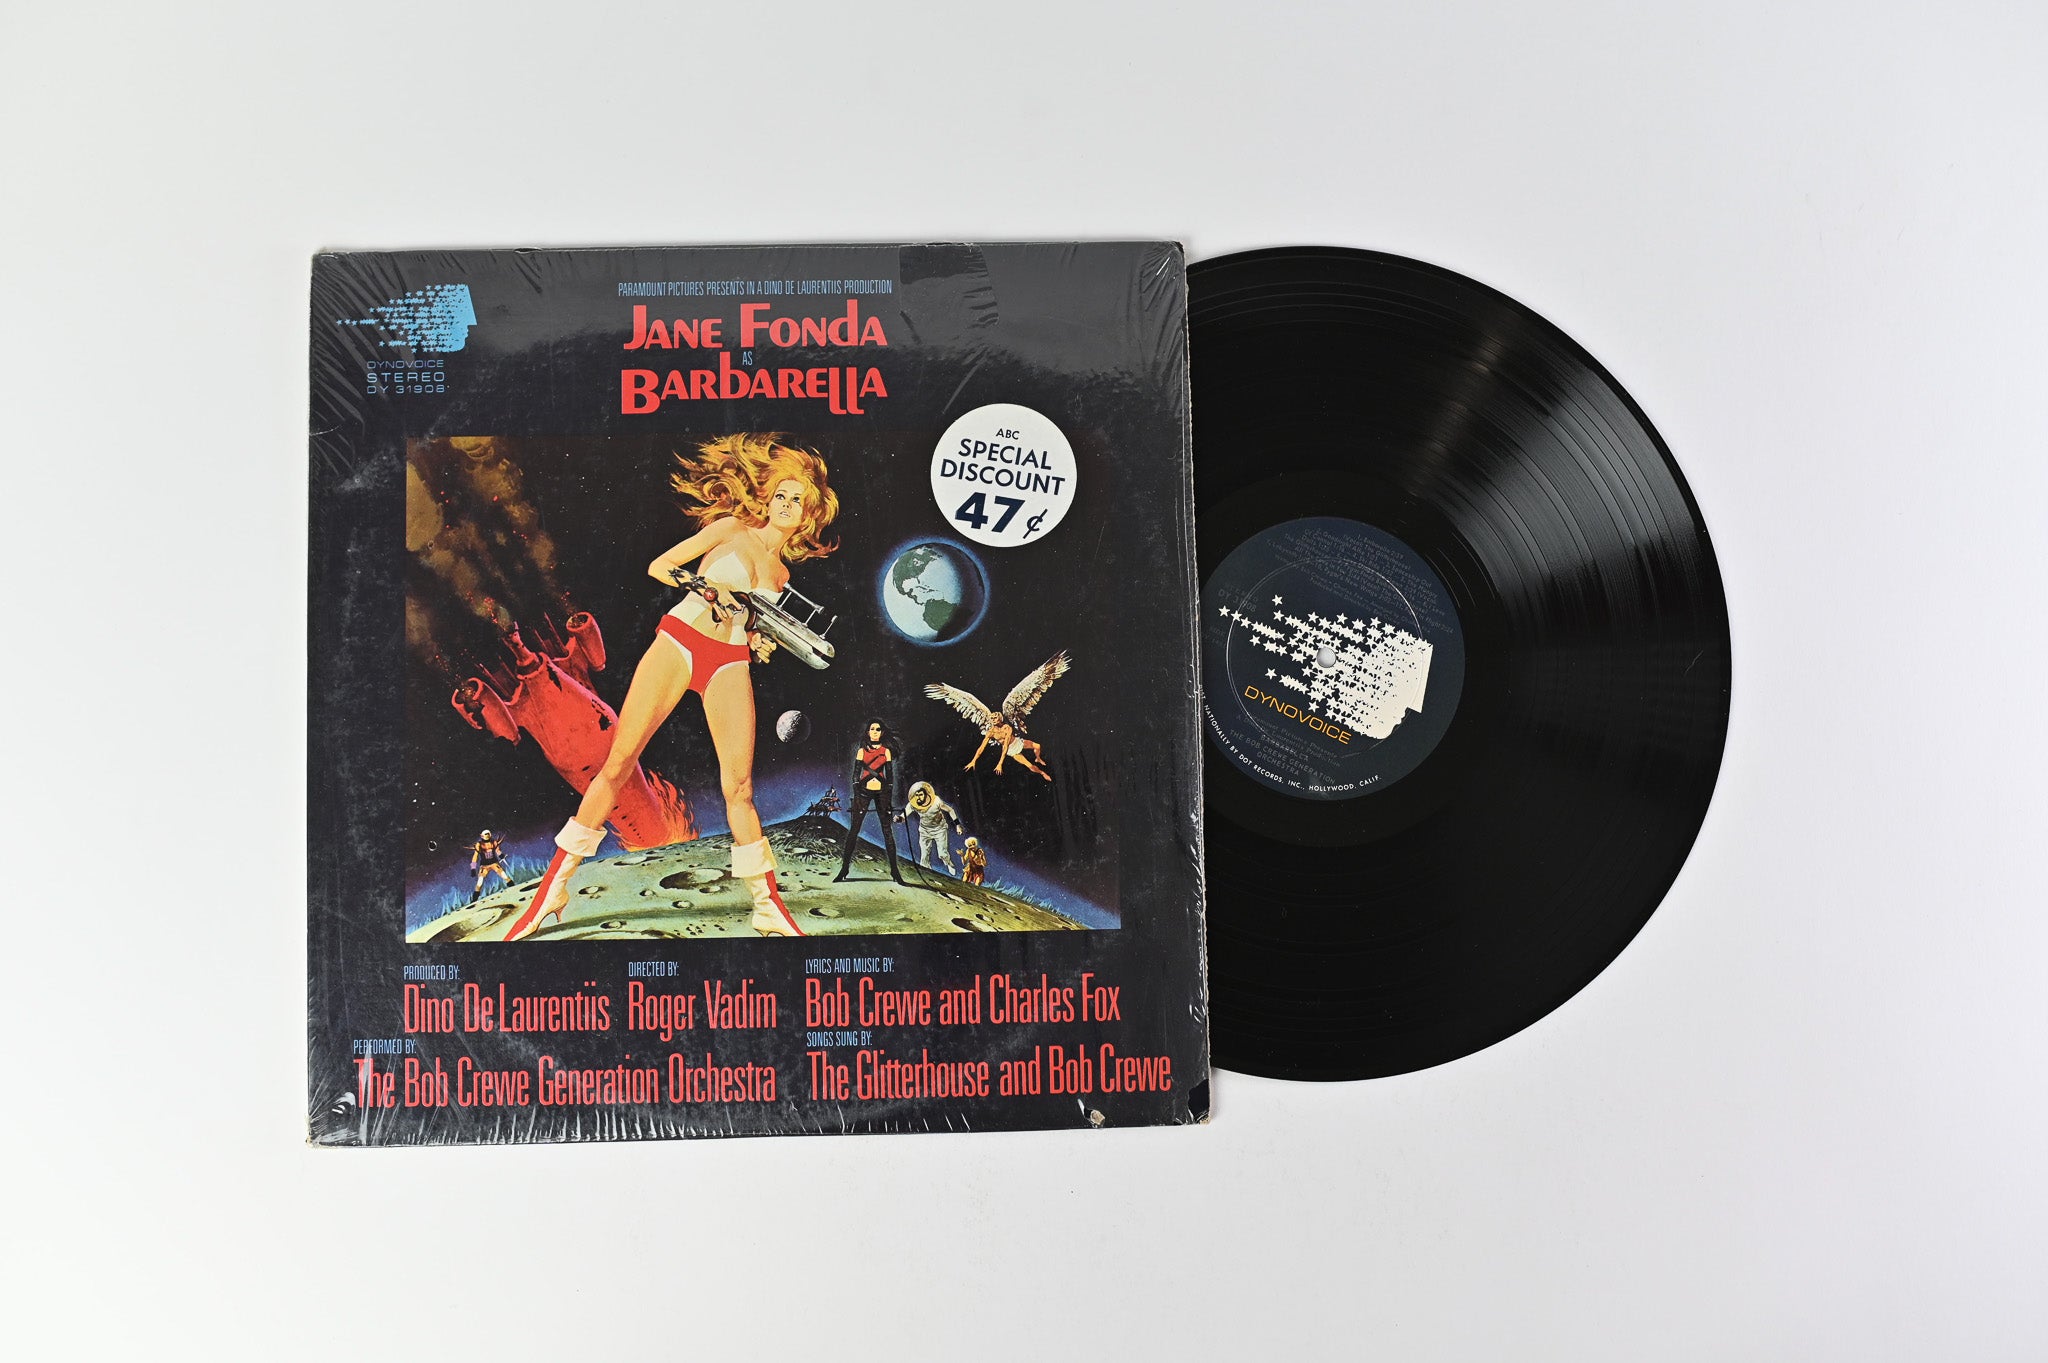 PARAMOUNT PICTURES PRESENTS IN A DINO DE LAURENTIIS PRODUCTION
JANE FONDA
AS
BARBARELLA
DYNOVOICE
STEREO
DY 31908
ABC
SPECIAL
DISCOUNT
47¢
PRODUCED BY:
Dino De Laurentiis
DIRECTED BY:
Roger Vadim
LYRICS AND MUSIC BY:
Bob Crewe and Charles Fox
PERFORMED BY:
The Bob Crewe Generation Orchestra
SONGS SUNG BY:
The Glitterhouse and Bob Crewe
DYNOVOICE
BARBARELLA
THE BOB CREWE GENERATION
ORCHESTRA
NATIONALLY BY DOT RECORDS, INC., HOLLYWOOD, CALIF.